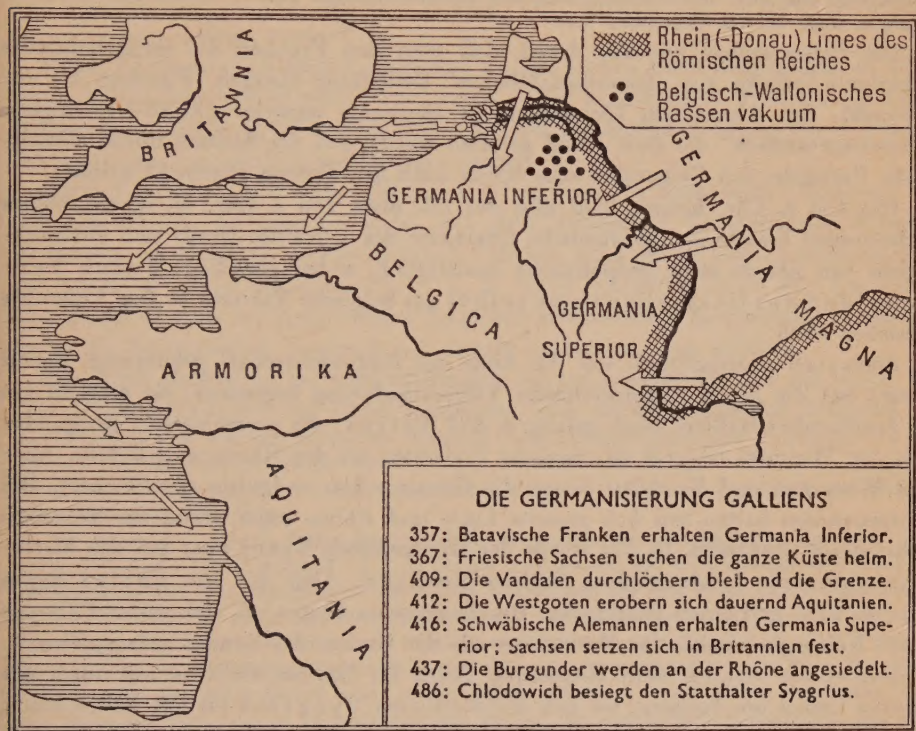 Rhein(-Donau) Limes des
Römischen Reiches
Belgisch-Wallonisches
Rassen vakuum
BRITANNIA
GERMANIA MAGNA
GERMANIA INFÉRIOR
BELGICA
GERMANIA
SUPERIOR
ARMORIKA
AQUITANIA
DIE GERMANISIERUNG GALLIENS
357: Batavische Franken erhalten Germania Inferior.
367: Friesische Sachsen suchen die ganze Küste heim.
409: Die Vandalen durchlöchern bleibend die Grenze.
412: Die Westgoten erobern sich dauernd Aquitanien.
416: Schwäbische Alemannen erhalten Germania Supe-
rior; Sachsen setzen sich in Britannien fest.
437: Die Burgunder werden an der Rhône angesiedelt.
486: Chlodowich besiegt den Statthalter Syagrius.